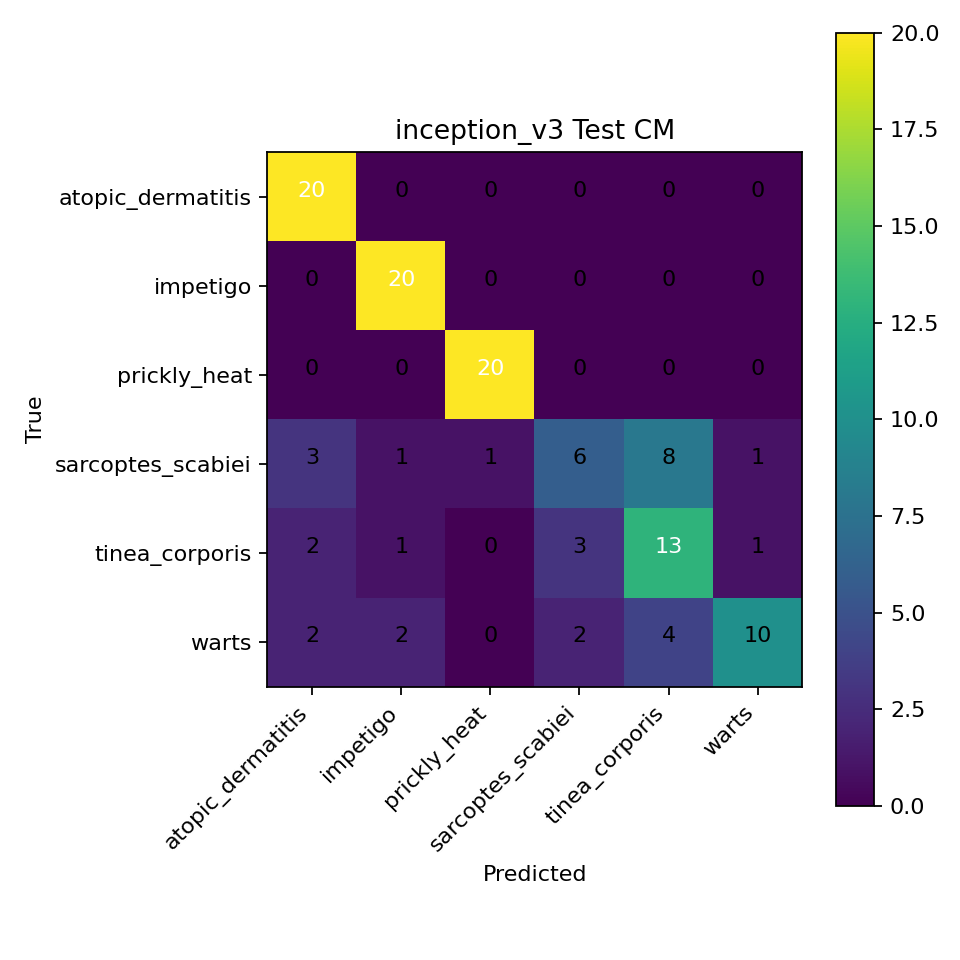 inception_v3 Test CM
True
atopic_dermatitis 20 0 0 0 0 0
impetigo 0 20 0 0 0 0
prickly_heat 0 0 20 0 0 0
sarcoptes_scabiei 3 1 1 6 8 1
tinea_corporis 2 1 0 3 13 1
warts 2 2 0 2 4 10
atopic_dermatitis
impetigo
prickly_heat
sarcoptes_scabiei
tinea_corporis
warts
Predicted
20.0
17.5
15.0
12.5
10.0
7.5
5.0
2.5
0.0